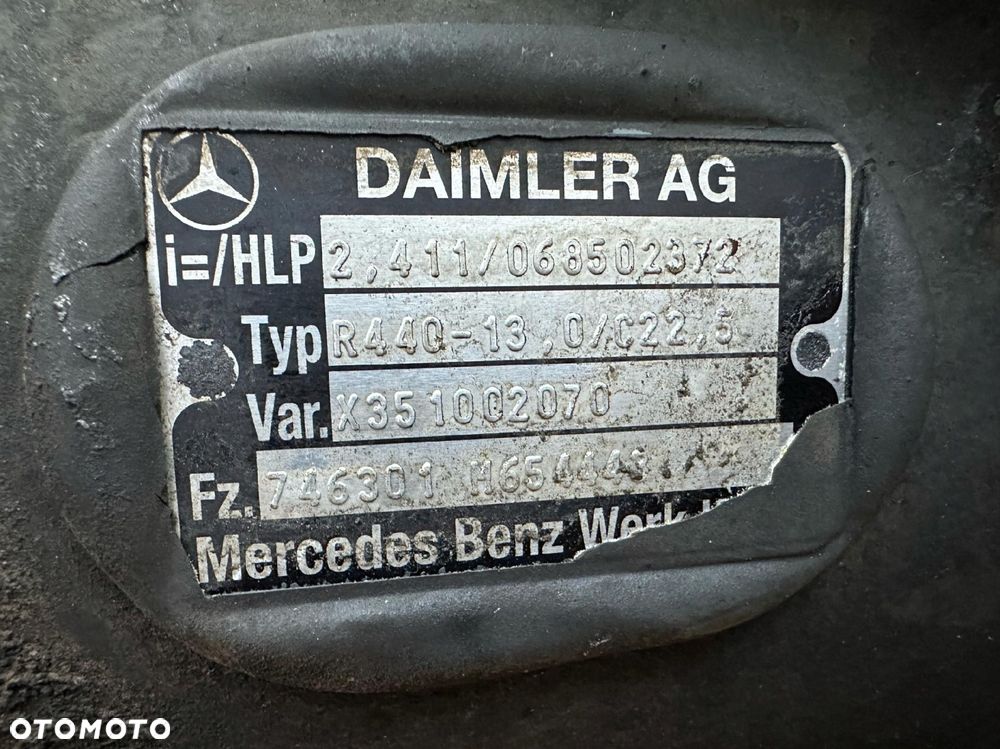 DAIMLER AG
i=/HLP 2,411/068502372
Typ R440-13,0/C22,5
Var. X351002070
Fz. 746301 M654448
Mercedes Benz Werk
OTOMOTO